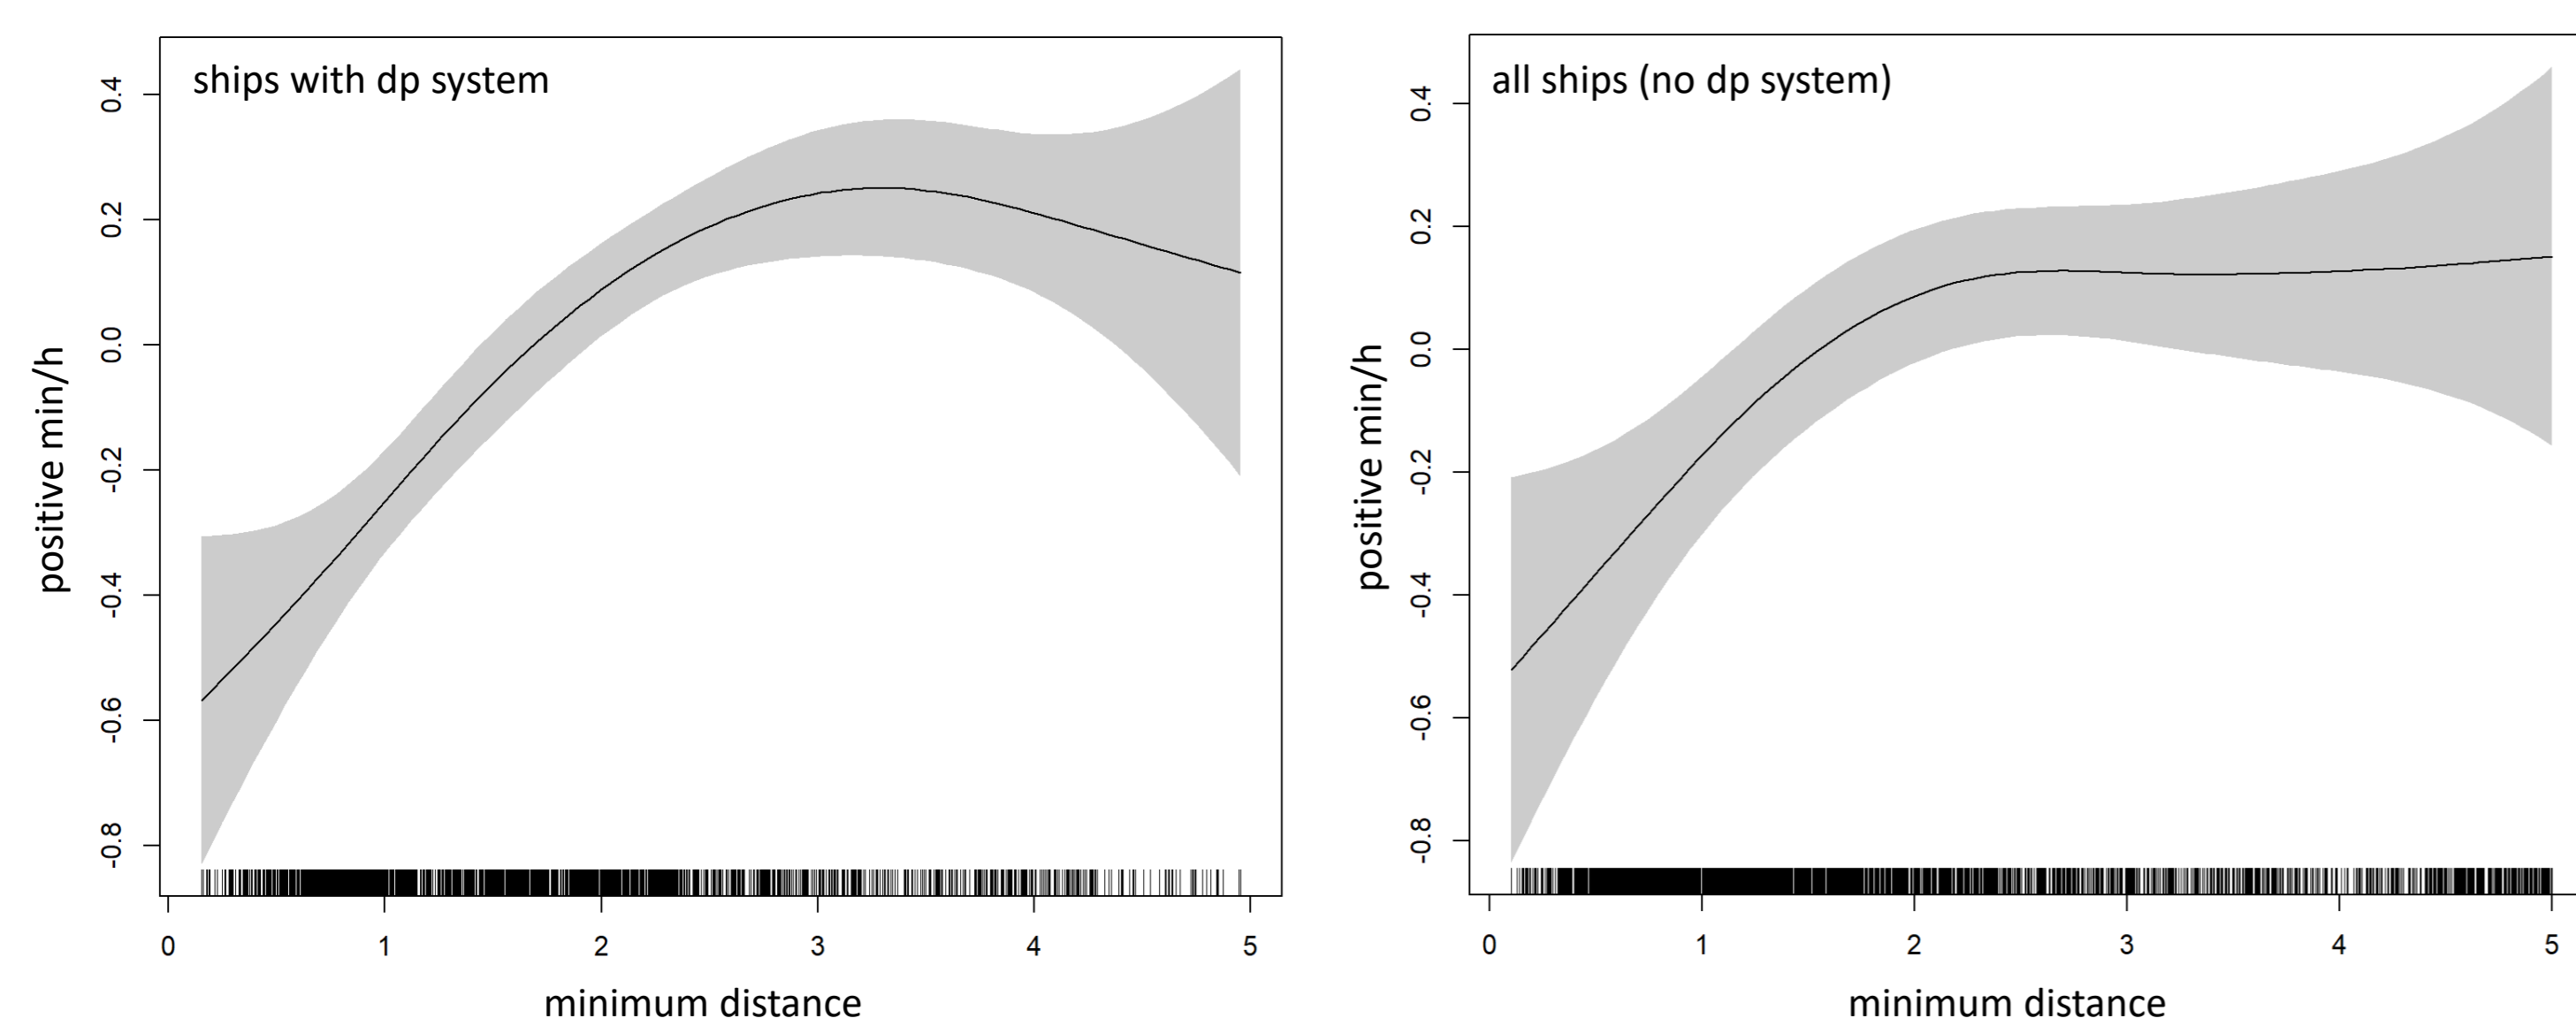 ships with dp system
positive min/h
0.4
0.2
0.0
-0.2
-0.4
-0.6
-0.8
0 1 2 3 4 5
minimum distance
all ships (no dp system)
positive min/h
0.4
0.2
0.0
-0.2
-0.4
-0.6
-0.8
0 1 2 3 4 5
minimum distance